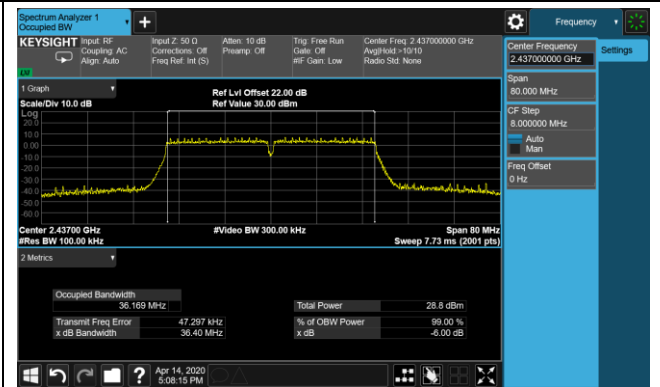 Spectrum Analyzer 1
Occupied BW
+
Frequency
KEYSIGHT
Input: RF
Coupling: AC
Align: Auto
Input Z: 50 Ω
Corrections: Off
Freq Ref: Int (S)
Atten: 10 dB
Preamp: Off
Trig: Free Run
Gate: Off
#IF Gain: Low
Center Freq: 2.437000000 GHz
Avg|Hold:>10/10
Radio Std: None
Center Frequency
2.437000000 GHz
Settings
Span
80.000 MHz
CF Step
8.000000 MHz
Auto
Man
Freq Offset
0 Hz
1 Graph
Scale/Div 10.0 dB
Ref Lvl Offset 22.00 dB
Ref Value 30.00 dBm
Log
20.0
10.0
0.00
-10.0
-20.0
-30.0
-40.0
-50.0
-60.0
Center 2.43700 GHz
#Res BW 100.00 kHz
#Video BW 300.00 kHz
Span 80 MHz
Sweep 7.73 ms (2001 pts)
2 Metrics
Occupied Bandwidth
36.169 MHz
Total Power 28.8 dBm
Transmit Freq Error 47.297 kHz
% of OBW Power 99.00 %
x dB Bandwidth 36.40 MHz
x dB -6.00 dB
?
Apr 14, 2020
5:08:15 PM